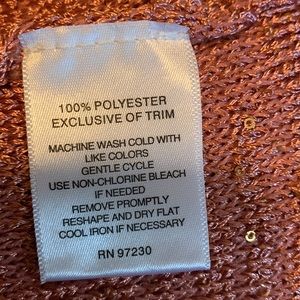 100% POLYESTER
EXCLUSIVE OF TRIM
MACHINE WASH COLD WITH
LIKE COLORS
GENTLE CYCLE
USE NON-CHLORINE BLEACH
IF NEEDED
REMOVE PROMPTLY
RESHAPE AND DRY FLAT
COOL IRON IF NECESSARY
RN 97230